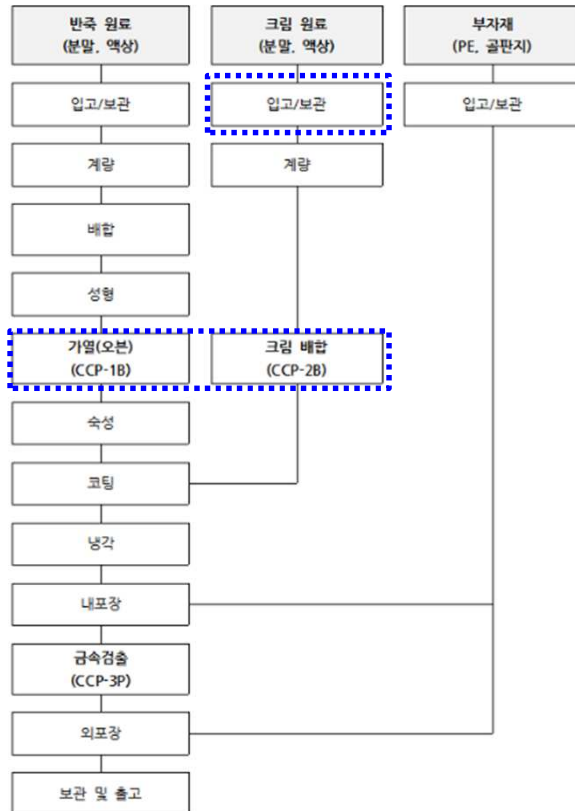 반죽 원료
(분말, 액상)
크림 원료
(분말, 액상)
부자재
(PE, 골판지)
입고/보관
입고/보관
입고/보관
계량
계량
배합
성형
가열(오븐)
(CCP-1B)
크림 배합
(CCP-2B)
숙성
코팅
냉각
내포장
금속검출
(CCP-3P)
외포장
보관 및 출고